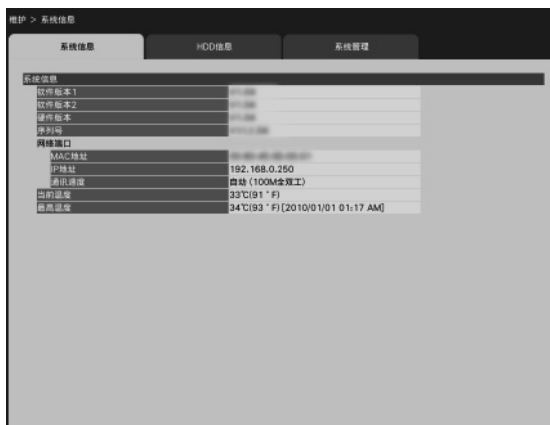 维护 > 系统信息
系统信息 HDD信息 系统管理
系统信息
软件版本1
软件版本2
硬件版本
序列号
网络端口
MAC地址
IP地址 192.168.0.250
通讯速度 自动 (100M全双工)
当前温度 33℃(91 °F)
最高温度 34℃(93 °F) [2010/01/01 01:17 AM]